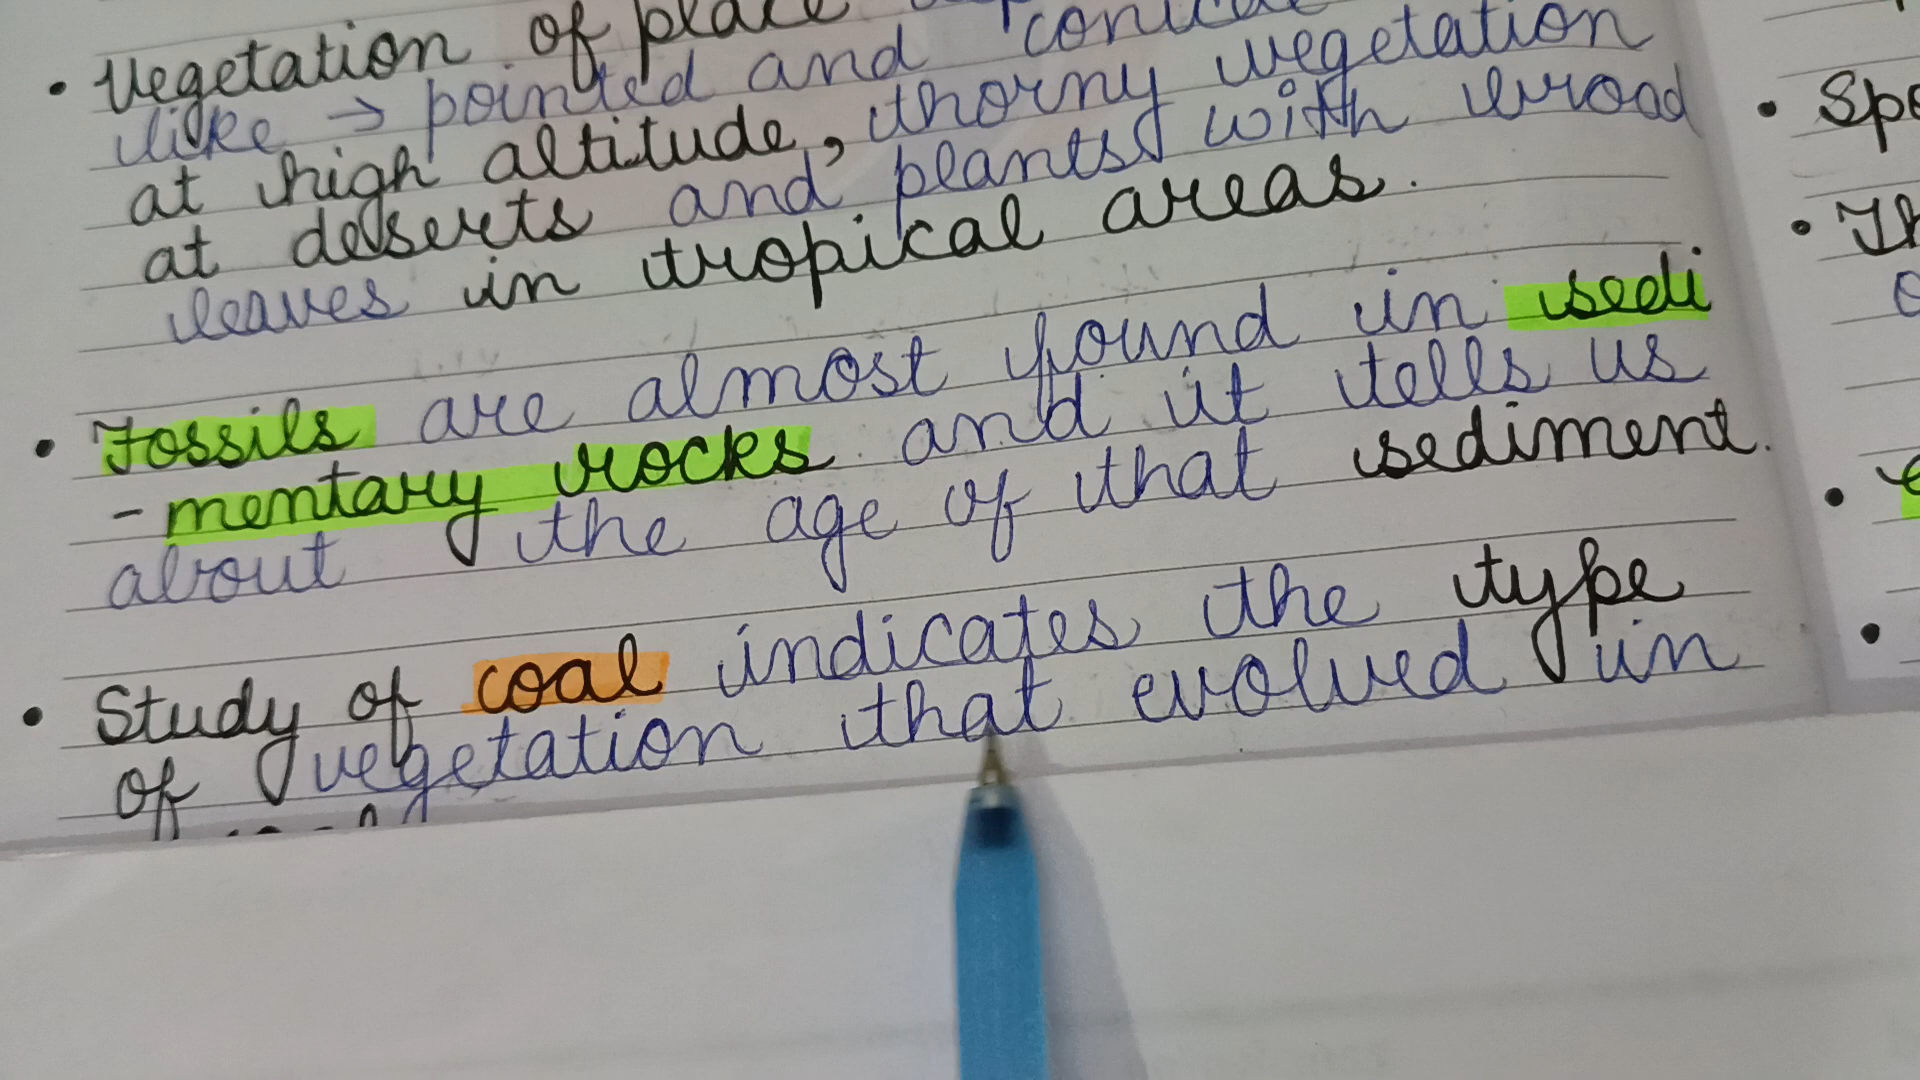 • Vegetation of place
like → pointed and conical
at high altitude, thorny vegetation
at deserts and plants with broad
leaves in tropical areas.
• Fossils are almost found in sedi
- mentary rocks and it tells us
about the age of that sediment.
• Study of coal indicates the type
of vegetation that evolved in
• Spe
• Th